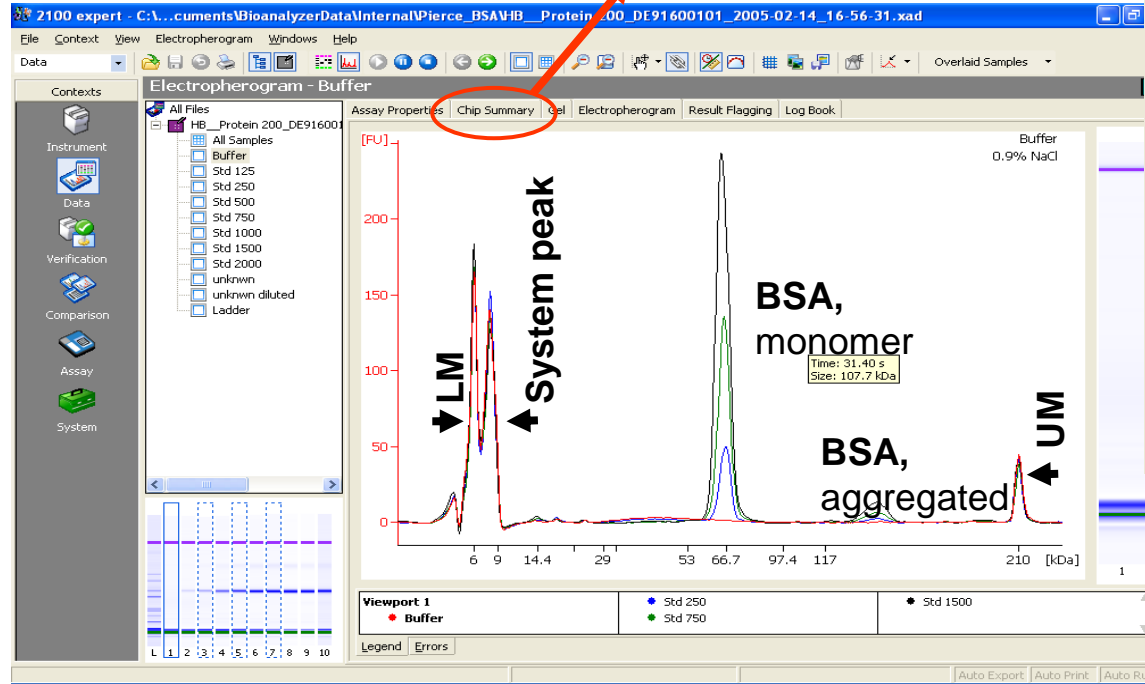 2100 expert - C:\...cuments\BioanalyzerData\Internal\Pierce_BSA\HB__Protein 200_DE91600101_2005-02-14_16-56-31.xad
File Context View Electropherogram Windows Help
Data Overlaid Samples
Contexts
Instrument
Data
Verification
Comparison
Assay
System
Electropherogram - Buffer
All Files
HB__Protein 200_DE916001
All Samples
Buffer
Std 125
Std 250
Std 500
Std 750
Std 1000
Std 1500
Std 2000
unknwn
unknwn diluted
Ladder
L 1 2 3 4 5 6 7 8 9 10
Assay Properties Chip Summary Gel Electropherogram Result Flagging Log Book
[FU]
Buffer
0.9% NaCl
200
150
100
50
0
LM
System peak
BSA,
monomer
Time: 31.40 s
Size: 107.7 kDa
BSA,
aggregated
UM
6 9 14.4 29 53 66.7 97.4 117 210 [kDa]
1
Viewport 1 Std 250 Std 1500
Buffer Std 750
Legend Errors
Auto Export Auto Print